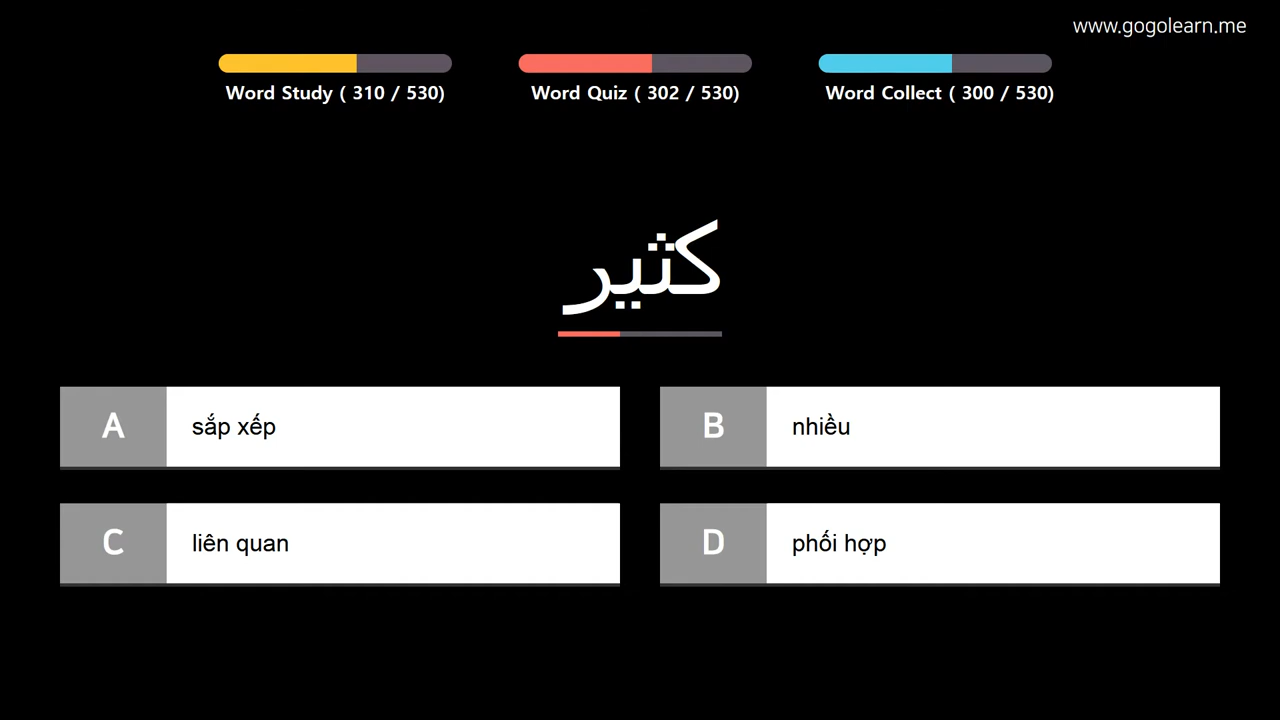 www.gogolearn.me
Word Study ( 310 / 530)
Word Quiz ( 302 / 530)
Word Collect ( 300 / 530)
كثير
A sắp xếp
B nhiều
C liên quan
D phối hợp